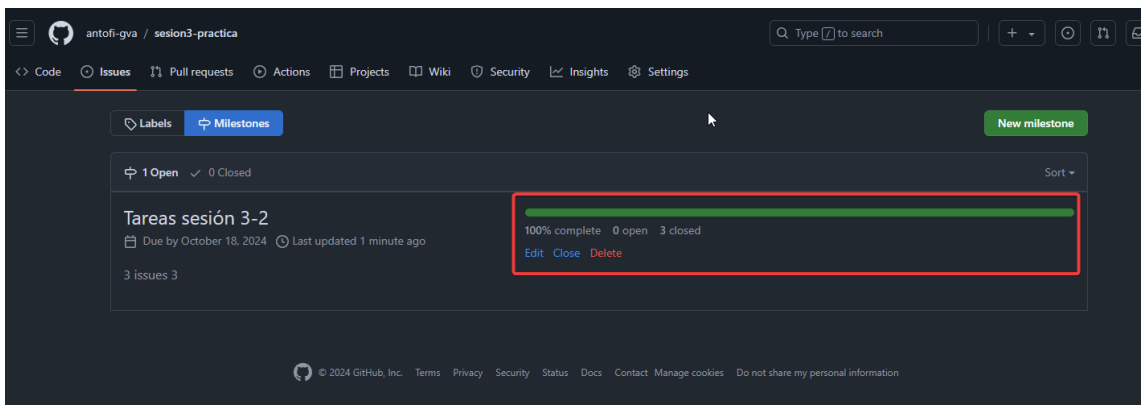 antofi-gva / sesion3-practica
Type / to search
Code Issues Pull requests Actions Projects Wiki Security Insights Settings
Labels Milestones New milestone
1 Open 0 Closed Sort
Tareas sesión 3-2
Due by October 18, 2024 Last updated 1 minute ago
3 issues 3
100% complete 0 open 3 closed
Edit Close Delete
© 2024 GitHub, Inc. Terms Privacy Security Status Docs Contact Manage cookies Do not share my personal information